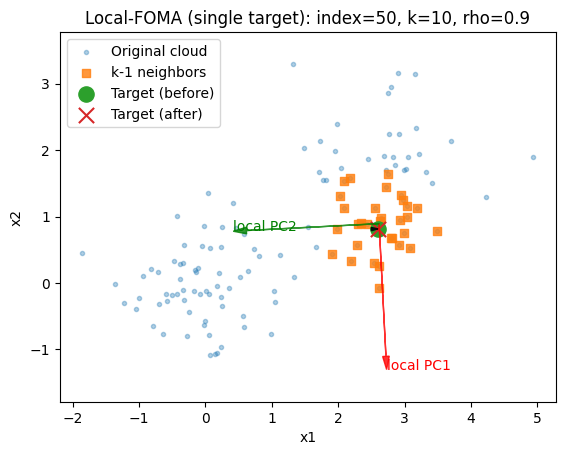 Local-FOMA (single target): index=50, k=10, rho=0.9
Original cloud
k-1 neighbors
Target (before)
Target (after)
local PC2
local PC1
3
2
1
0
−1
x2
−2
−1
0
1
2
3
4
5
x1